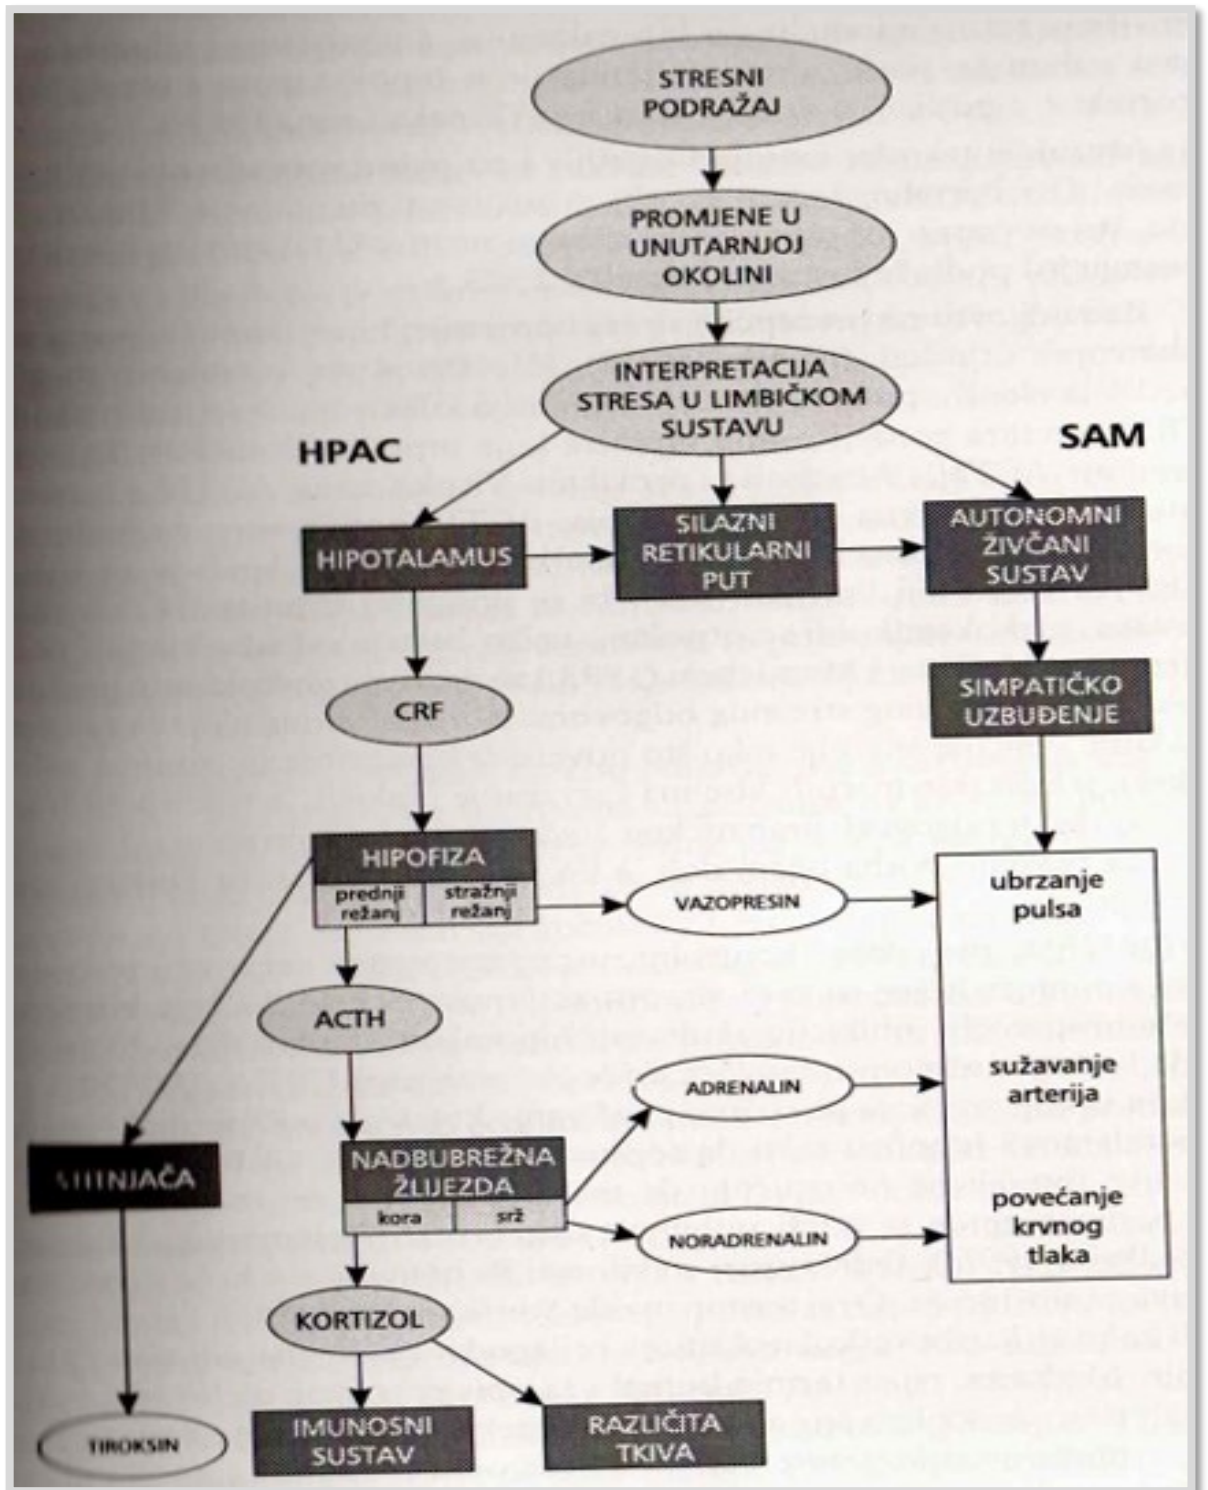 STRESNI
PODRAŽAJ
PROMJENE U
UNUTARNJOJ
OKOLINI
INTERPRETACIJA
STRESA U LIMBIČKOM
SUSTAVU
HPAC
SAM
HIPOTALAMUS
SILAZNI
RETIKULARNI
PUT
AUTONOMNI
ŽIVČANI
SUSTAV
CRF
SIMPATIČKO
UZBUĐENJE
HIPOFIZA
prednji
režanj
stražnji
režanj
VAZOPRESIN
ubrzanje
pulsa
ACTH
ADRENALIN
sužavanje
arterija
NADBUBREŽNA
ŽLIJEZDA
kora
srž
NORADRENALIN
povećanje
krvnog
tlaka
KORTIZOL
TIROKSIN
IMUNOSNI
SUSTAV
RAZLIČITA
TKIVA